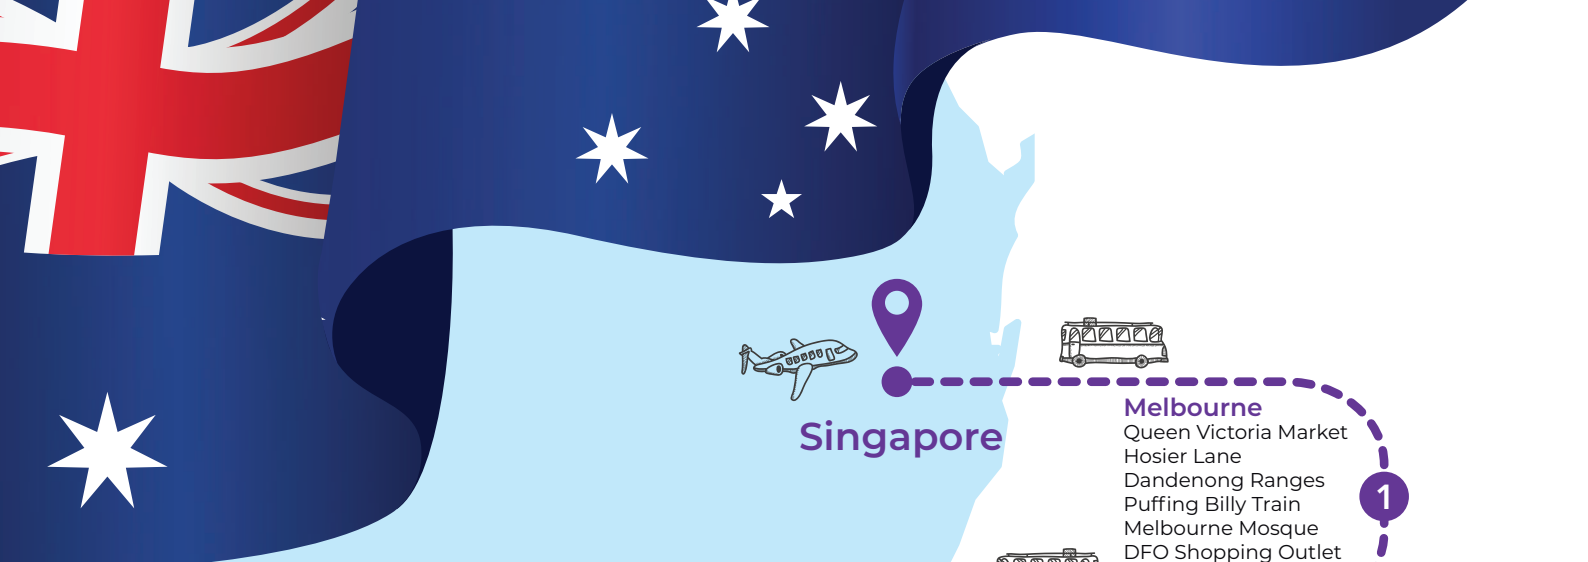 Singapore
Melbourne
Queen Victoria Market
Hosier Lane
Dandenong Ranges
Puffing Billy Train
Melbourne Mosque
DFO Shopping Outlet
1